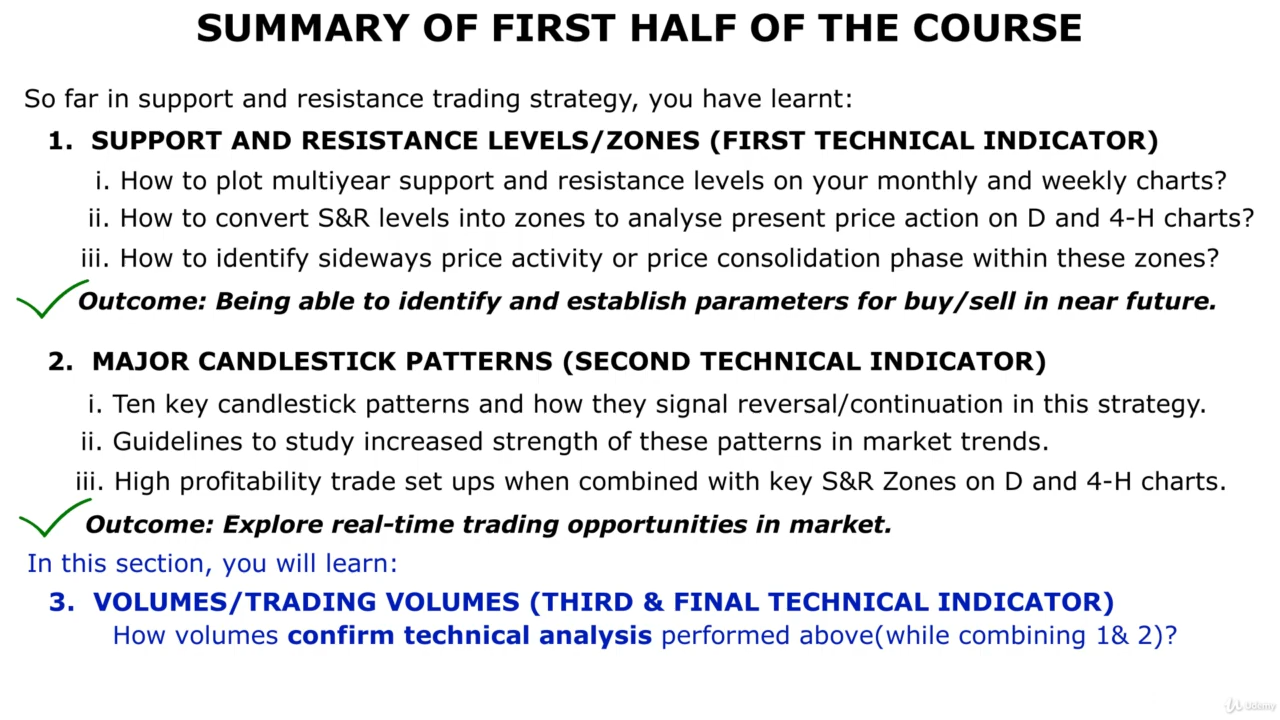 SUMMARY OF FIRST HALF OF THE COURSE
So far in support and resistance trading strategy, you have learnt:
1. SUPPORT AND RESISTANCE LEVELS/ZONES (FIRST TECHNICAL INDICATOR)
i. How to plot multiyear support and resistance levels on your monthly and weekly charts?
ii. How to convert S&R levels into zones to analyse present price action on D and 4-H charts?
iii. How to identify sideways price activity or price consolidation phase within these zones?
Outcome: Being able to identify and establish parameters for buy/sell in near future.
2. MAJOR CANDLESTICK PATTERNS (SECOND TECHNICAL INDICATOR)
i. Ten key candlestick patterns and how they signal reversal/continuation in this strategy.
ii. Guidelines to study increased strength of these patterns in market trends.
iii. High profitability trade set ups when combined with key S&R Zones on D and 4-H charts.
Outcome: Explore real-time trading opportunities in market.
In this section, you will learn:
3. VOLUMES/TRADING VOLUMES (THIRD & FINAL TECHNICAL INDICATOR)
How volumes confirm technical analysis performed above(while combining 1& 2)?
Udemy